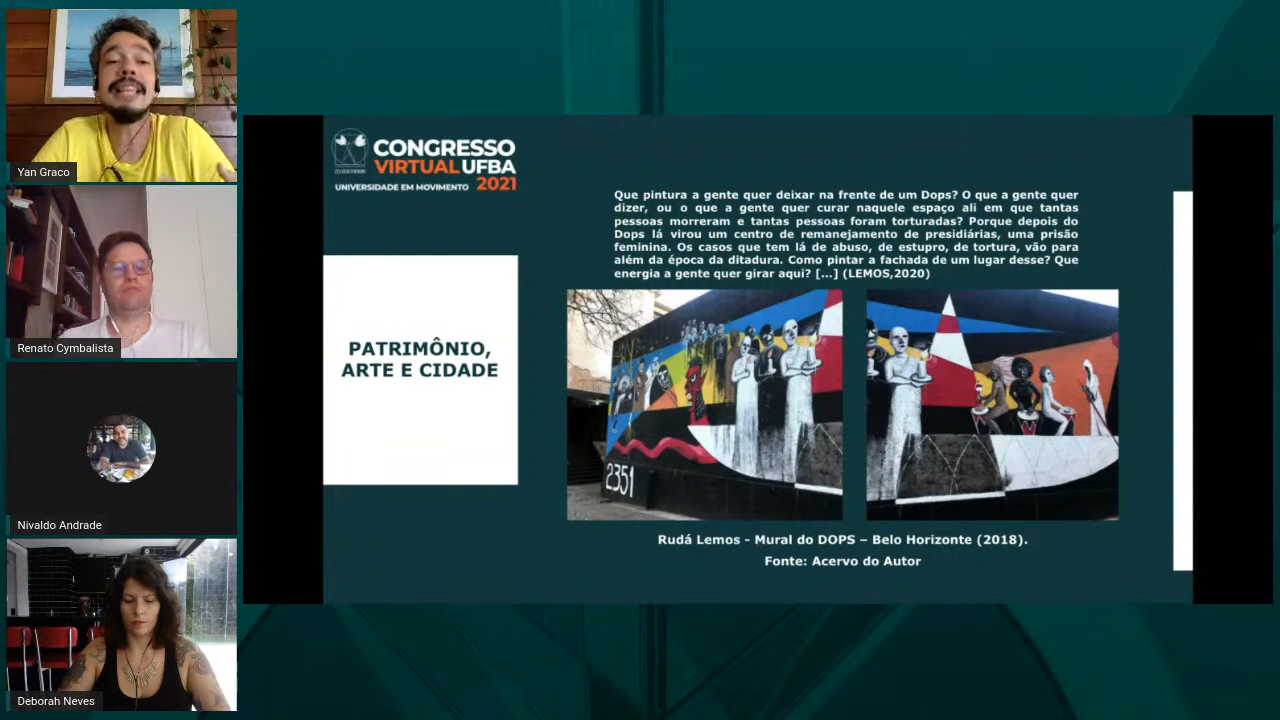 Yan Graco
Renato Cymbalista
Nivaldo Andrade
Deborah Neves
CONGRESSO
VIRTUAL UFBA
UNIVERSIDADE EM MOVIMENTO 2021
PATRIMÔNIO,
ARTE E CIDADE
Que pintura a gente quer deixar na frente de um Dops? O que a gente quer
dizer, ou o que a gente quer curar naquele espaço ali em que tantas
pessoas morreram e tantas pessoas foram torturadas? Porque depois do
Dops lá virou um centro de remanejamento de presidiárias, uma prisão
feminina. Os casos que tem lá de abuso, de estupro, de tortura, vão para
além da época da ditadura. Como pintar a fachada de um lugar desse? Que
energia a gente quer girar aqui? [...] (LEMOS,2020)
2351
Rudá Lemos - Mural do DOPS – Belo Horizonte (2018).
Fonte: Acervo do Autor